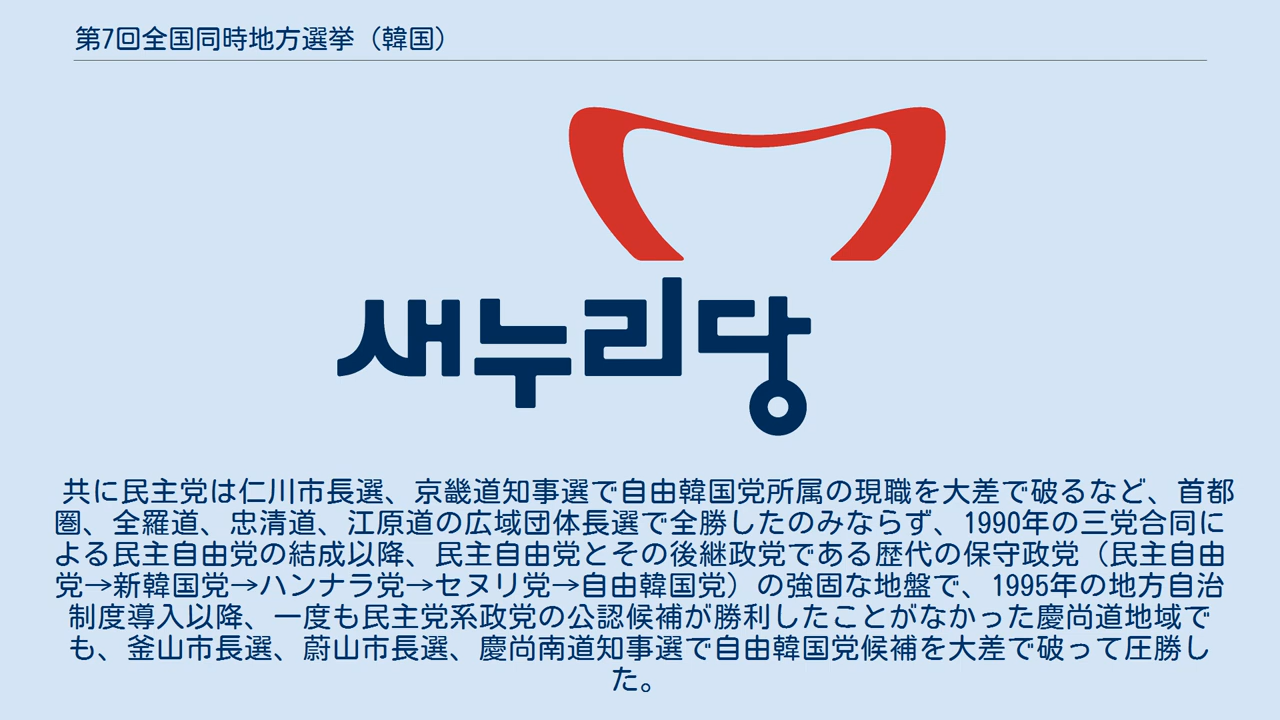 第7回全国同時地方選挙（韓国）
새누리당
共に民主党は仁川市長選、京畿道知事選で自由韓国党所属の現職を大差で破るなど、首都
圏、全羅道、忠清道、江原道の広域団体長選で全勝したのみならず、1990年の三党合同に
よる民主自由党の結成以降、民主自由党とその後継政党である歴代の保守政党（民主自由
党→新韓国党→ハンナラ党→セヌリ党→自由韓国党）の強固な地盤で、1995年の地方自治
制度導入以降、一度も民主党系政党の公認候補が勝利したことがなかった慶尚道地域で
も、釜山市長選、蔚山市長選、慶尚南道知事選で自由韓国党候補を大差で破って圧勝し
た。